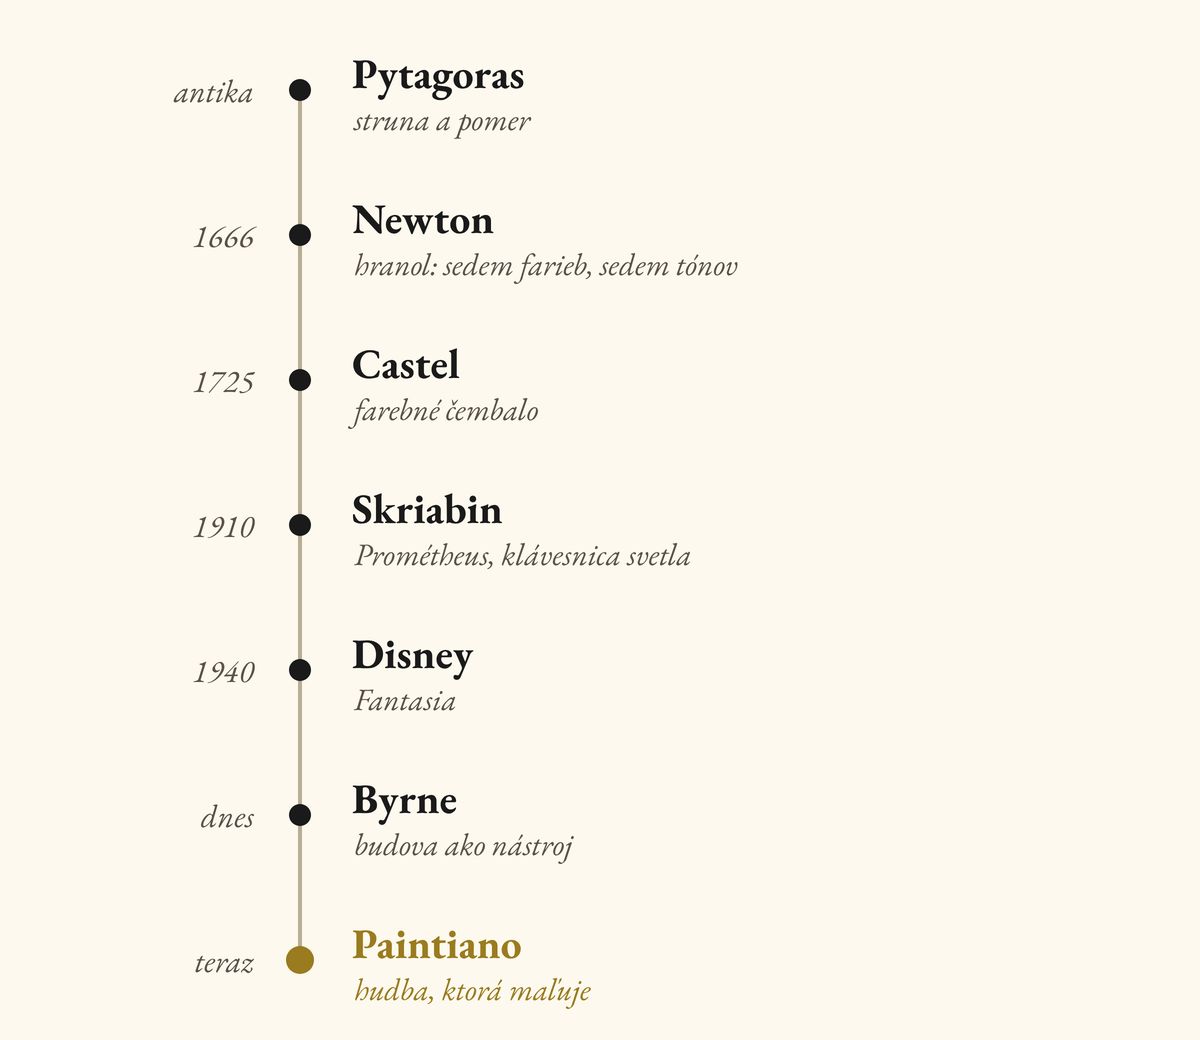 antika
Pytagoras
struna a pomer
1666
Newton
hranol: sedem farieb, sedem tónov
1725
Castel
farebné čembalo
1910
Skriabin
Prométheus, klávesnica svetla
1940
Disney
Fantasia
dnes
Byrne
budova ako nástroj
teraz
Paintiano
hudba, ktorá maľuje